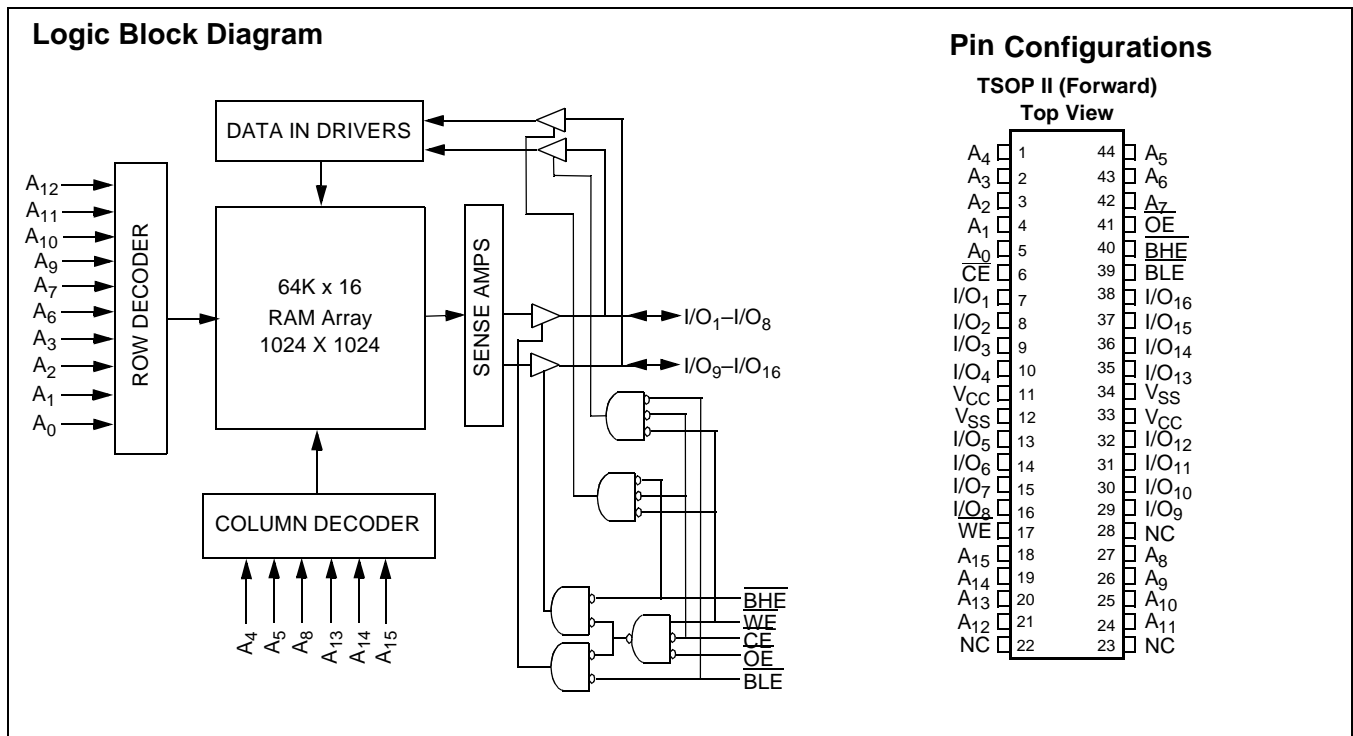 Logic Block Diagram
DATA IN DRIVERS
A12
A11
A10
A9
A7
A6
A3
A2
A1
A0
ROW DECODER
64K x 16
RAM Array
1024 X 1024
SENSE AMPS
I/O1–I/O8
I/O9–I/O16
COLUMN DECODER
A4
A5
A8
A13
A14
A15
BHE
WE
CE
OE
BLE
Pin Configurations
TSOP II (Forward)
Top View
A4 1 44 A5
A3 2 43 A6
A2 3 42 A7
A1 4 41 OE
A0 5 40 BHE
CE 6 39 BLE
I/O1 7 38 I/O16
I/O2 8 37 I/O15
I/O3 9 36 I/O14
I/O4 10 35 I/O13
VCC 11 34 VSS
VSS 12 33 VCC
I/O5 13 32 I/O12
I/O6 14 31 I/O11
I/O7 15 30 I/O10
I/O8 16 29 I/O9
WE 17 28 NC
A15 18 27 A8
A14 19 26 A9
A13 20 25 A10
A12 21 24 A11
NC 22 23 NC